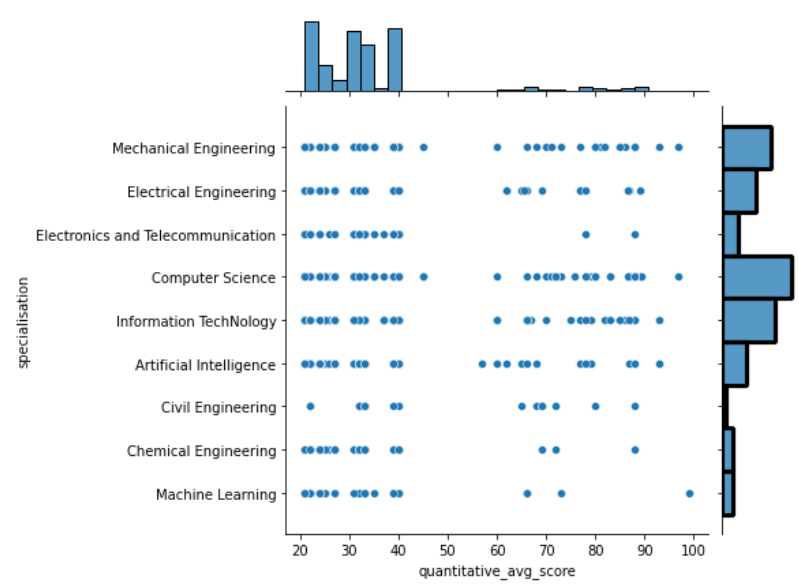 Mechanical Engineering
Electrical Engineering
Electronics and Telecommunication
Computer Science
specialisation
Information TechNology
Artificial Intelligence
Civil Engineering
Chemical Engineering
Machine Learning
20 30 40 50 60 70 80 90 100
quantitative_avg_score